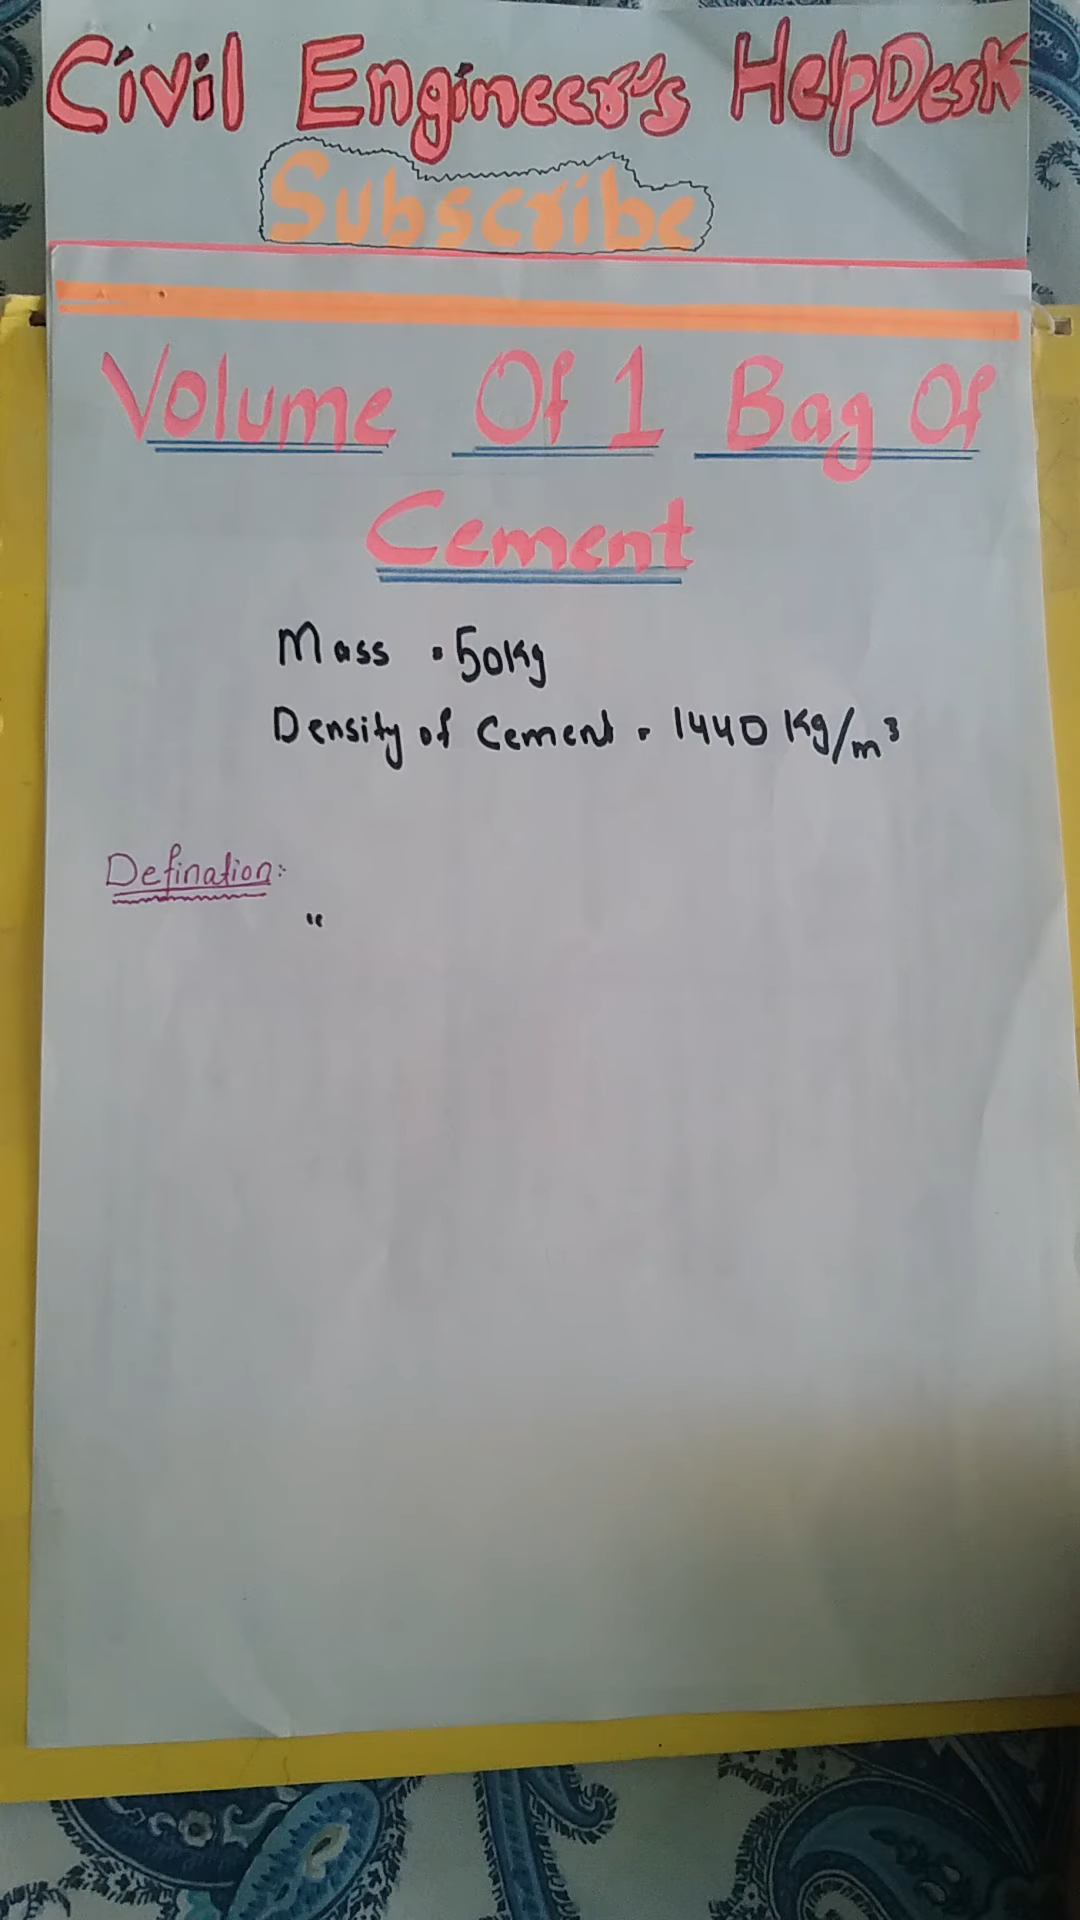 Civil Engineer's HelpDesk
Subscribe
Volume Of 1 Bag Of
Cement
Mass = 50Kg
Density of Cement = 1440 Kg/m³
Defination:-
"